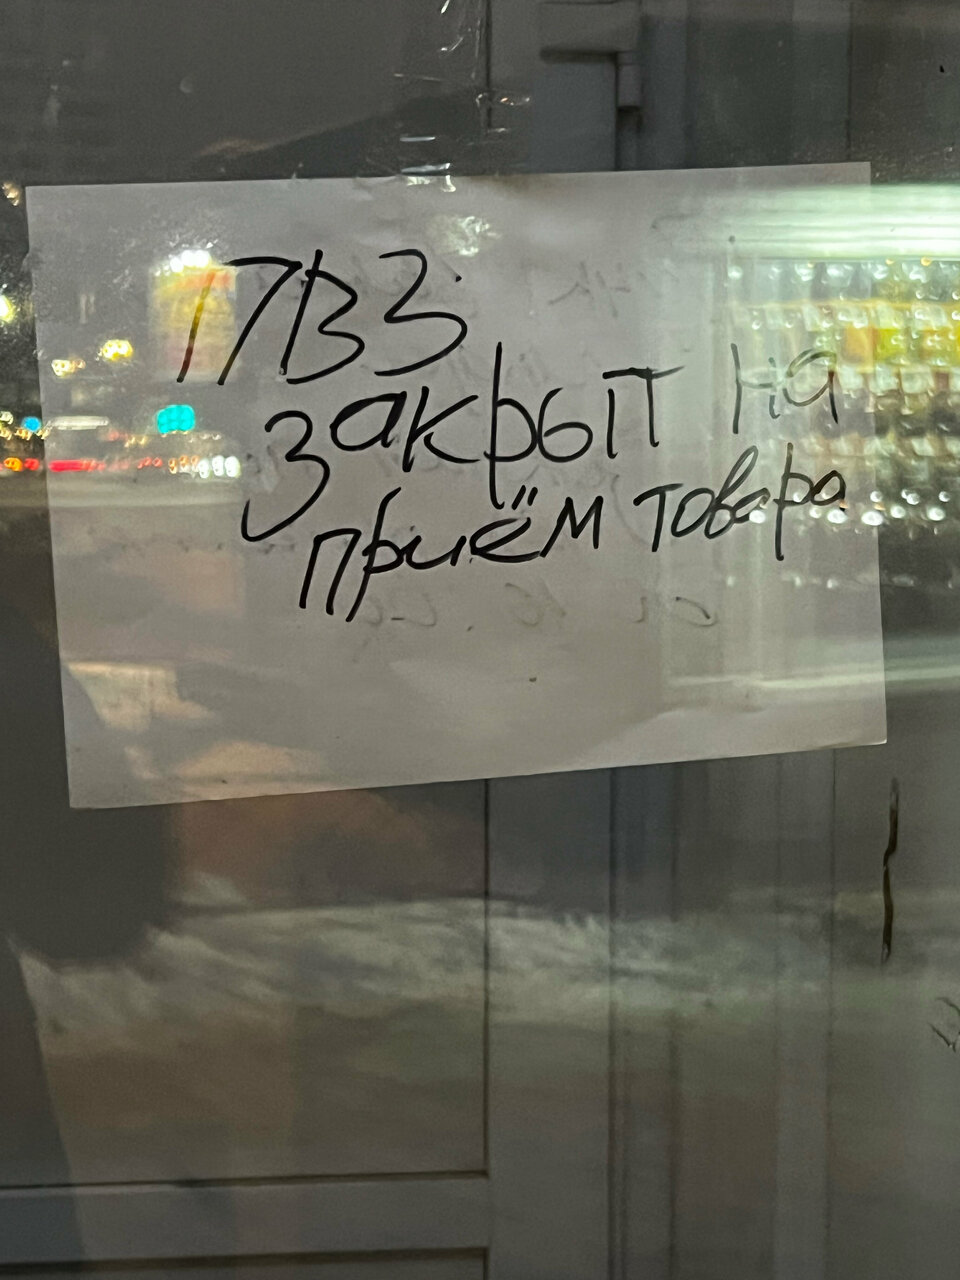 ПВЗ
закрыт на
приём товара